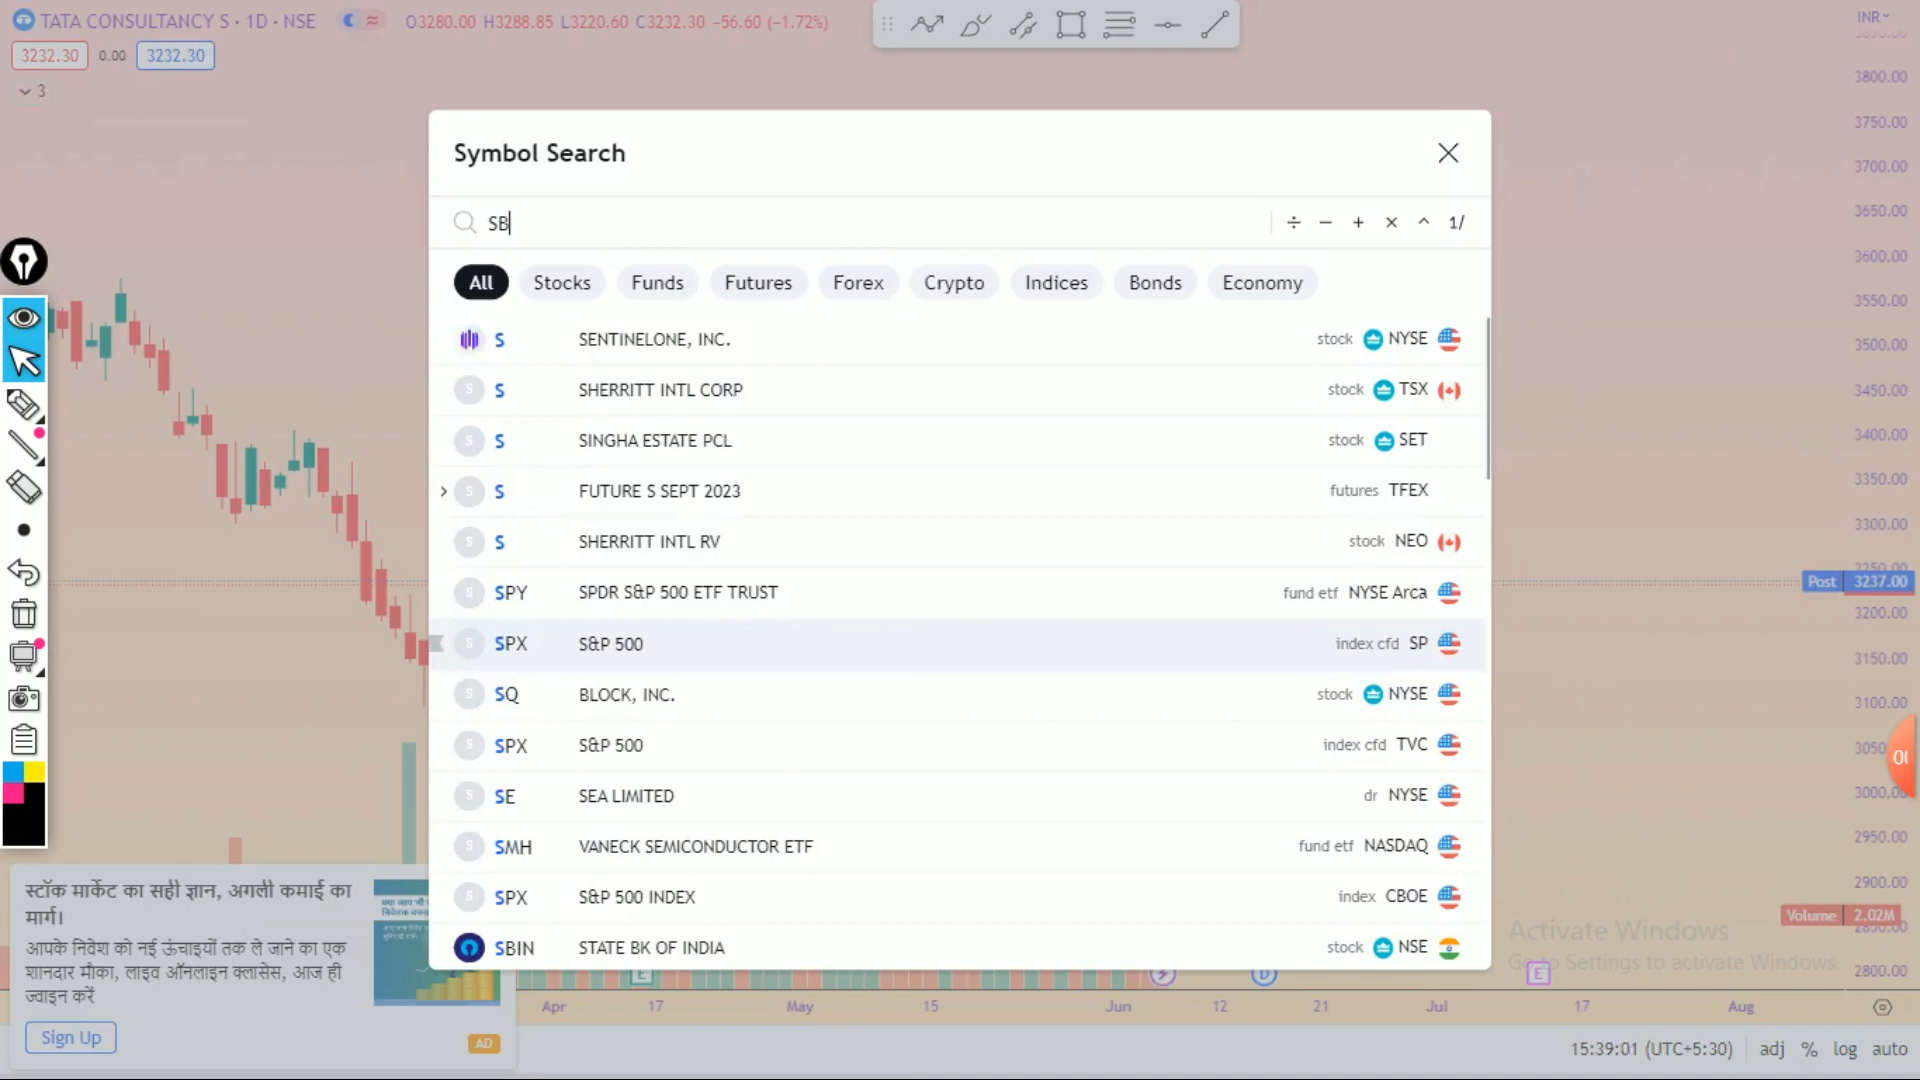 TATA CONSULTANCY S · 1D · NSE
O3280.00 H3288.85 L3220.60 C3232.30 −56.60 (−1.72%)
INR
3232.30 0.00 3232.30
3
3800.00
3750.00
3700.00
3650.00
3600.00
3550.00
3500.00
3450.00
3400.00
3350.00
3300.00
Post 3237.00
3200.00
3150.00
3100.00
2950.00
2900.00
Volume 2.02M
2800.00
Symbol Search
SB
÷ − + × ^ 1/
All Stocks Funds Futures Forex Crypto Indices Bonds Economy
S SENTINELONE, INC. stock NYSE
S S SHERRITT INTL CORP stock TSX
S S SINGHA ESTATE PCL stock SET
S S FUTURE S SEPT 2023 futures TFEX
S S SHERRITT INTL RV stock NEO
S SPY SPDR S&P 500 ETF TRUST fund etf NYSE Arca
S SPX S&P 500 index cfd SP
S SQ BLOCK, INC. stock NYSE
S SPX S&P 500 index cfd TVC
S SE SEA LIMITED dr NYSE
S SMH VANECK SEMICONDUCTOR ETF fund etf NASDAQ
S SPX S&P 500 INDEX index CBOE
SBIN STATE BK OF INDIA stock NSE
स्टॉक मार्केट का सही ज्ञान, अगली कमाई का
मार्ग।
आपके निवेश को नई ऊंचाइयों तक ले जाने का एक
शानदार मौका, लाइव ऑनलाइन क्लासेस, आज ही
ज्वाइन करें
Sign Up
AD
Activate Windows
Go to Settings to activate Windows.
E D E
Apr 17 May 15 Jun 12 21 Jul 17 Aug
15:39:01 (UTC+5:30) adj % log auto